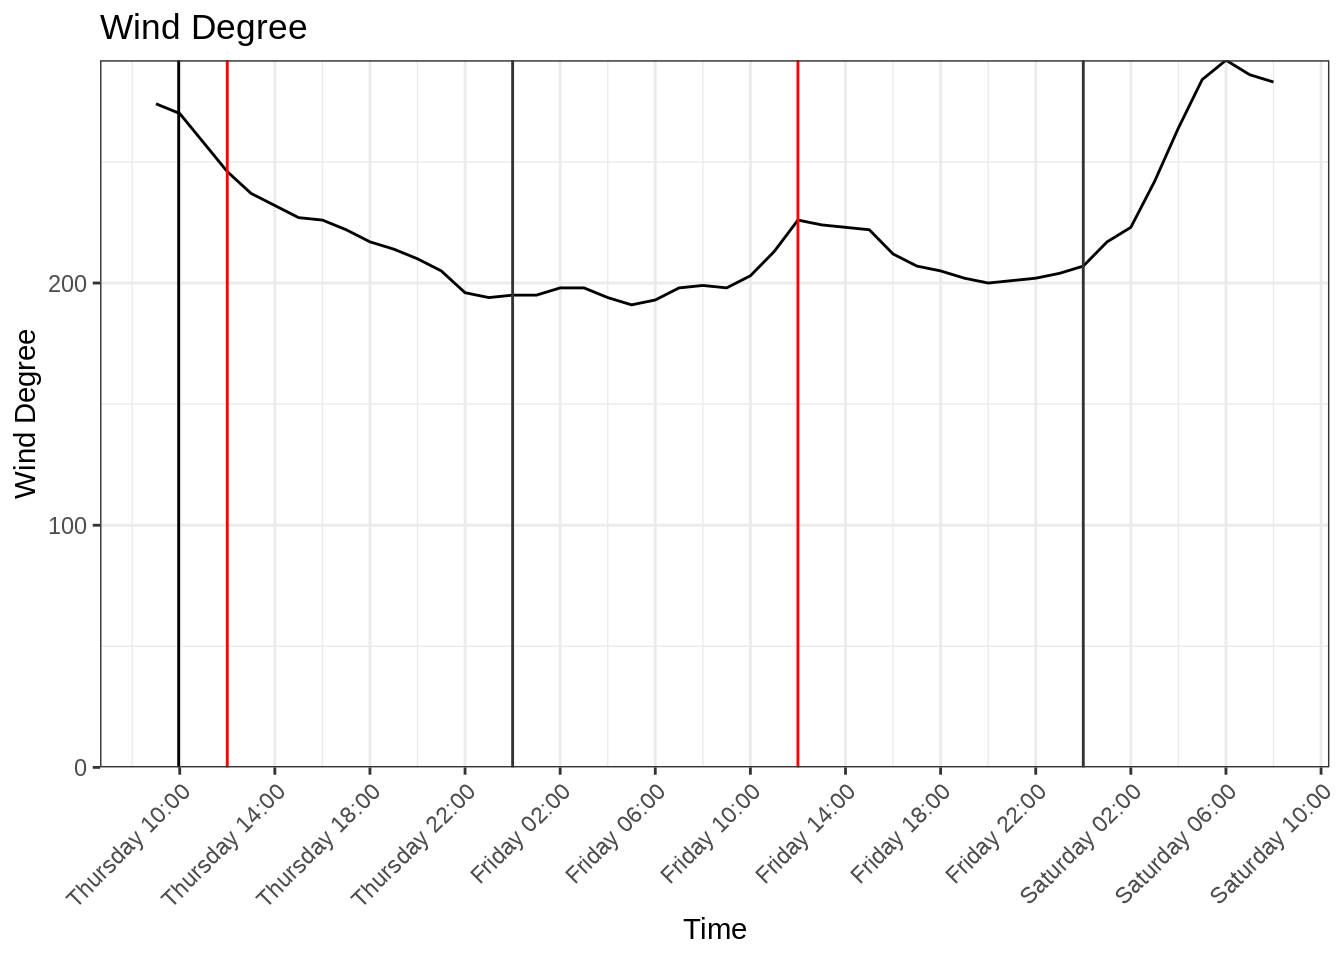 Wind Degree
Wind Degree
200
100
0
Thursday 10:00
Thursday 14:00
Thursday 18:00
Thursday 22:00
Friday 02:00
Friday 06:00
Friday 10:00
Friday 14:00
Friday 18:00
Friday 22:00
Saturday 02:00
Saturday 06:00
Saturday 10:00
Time